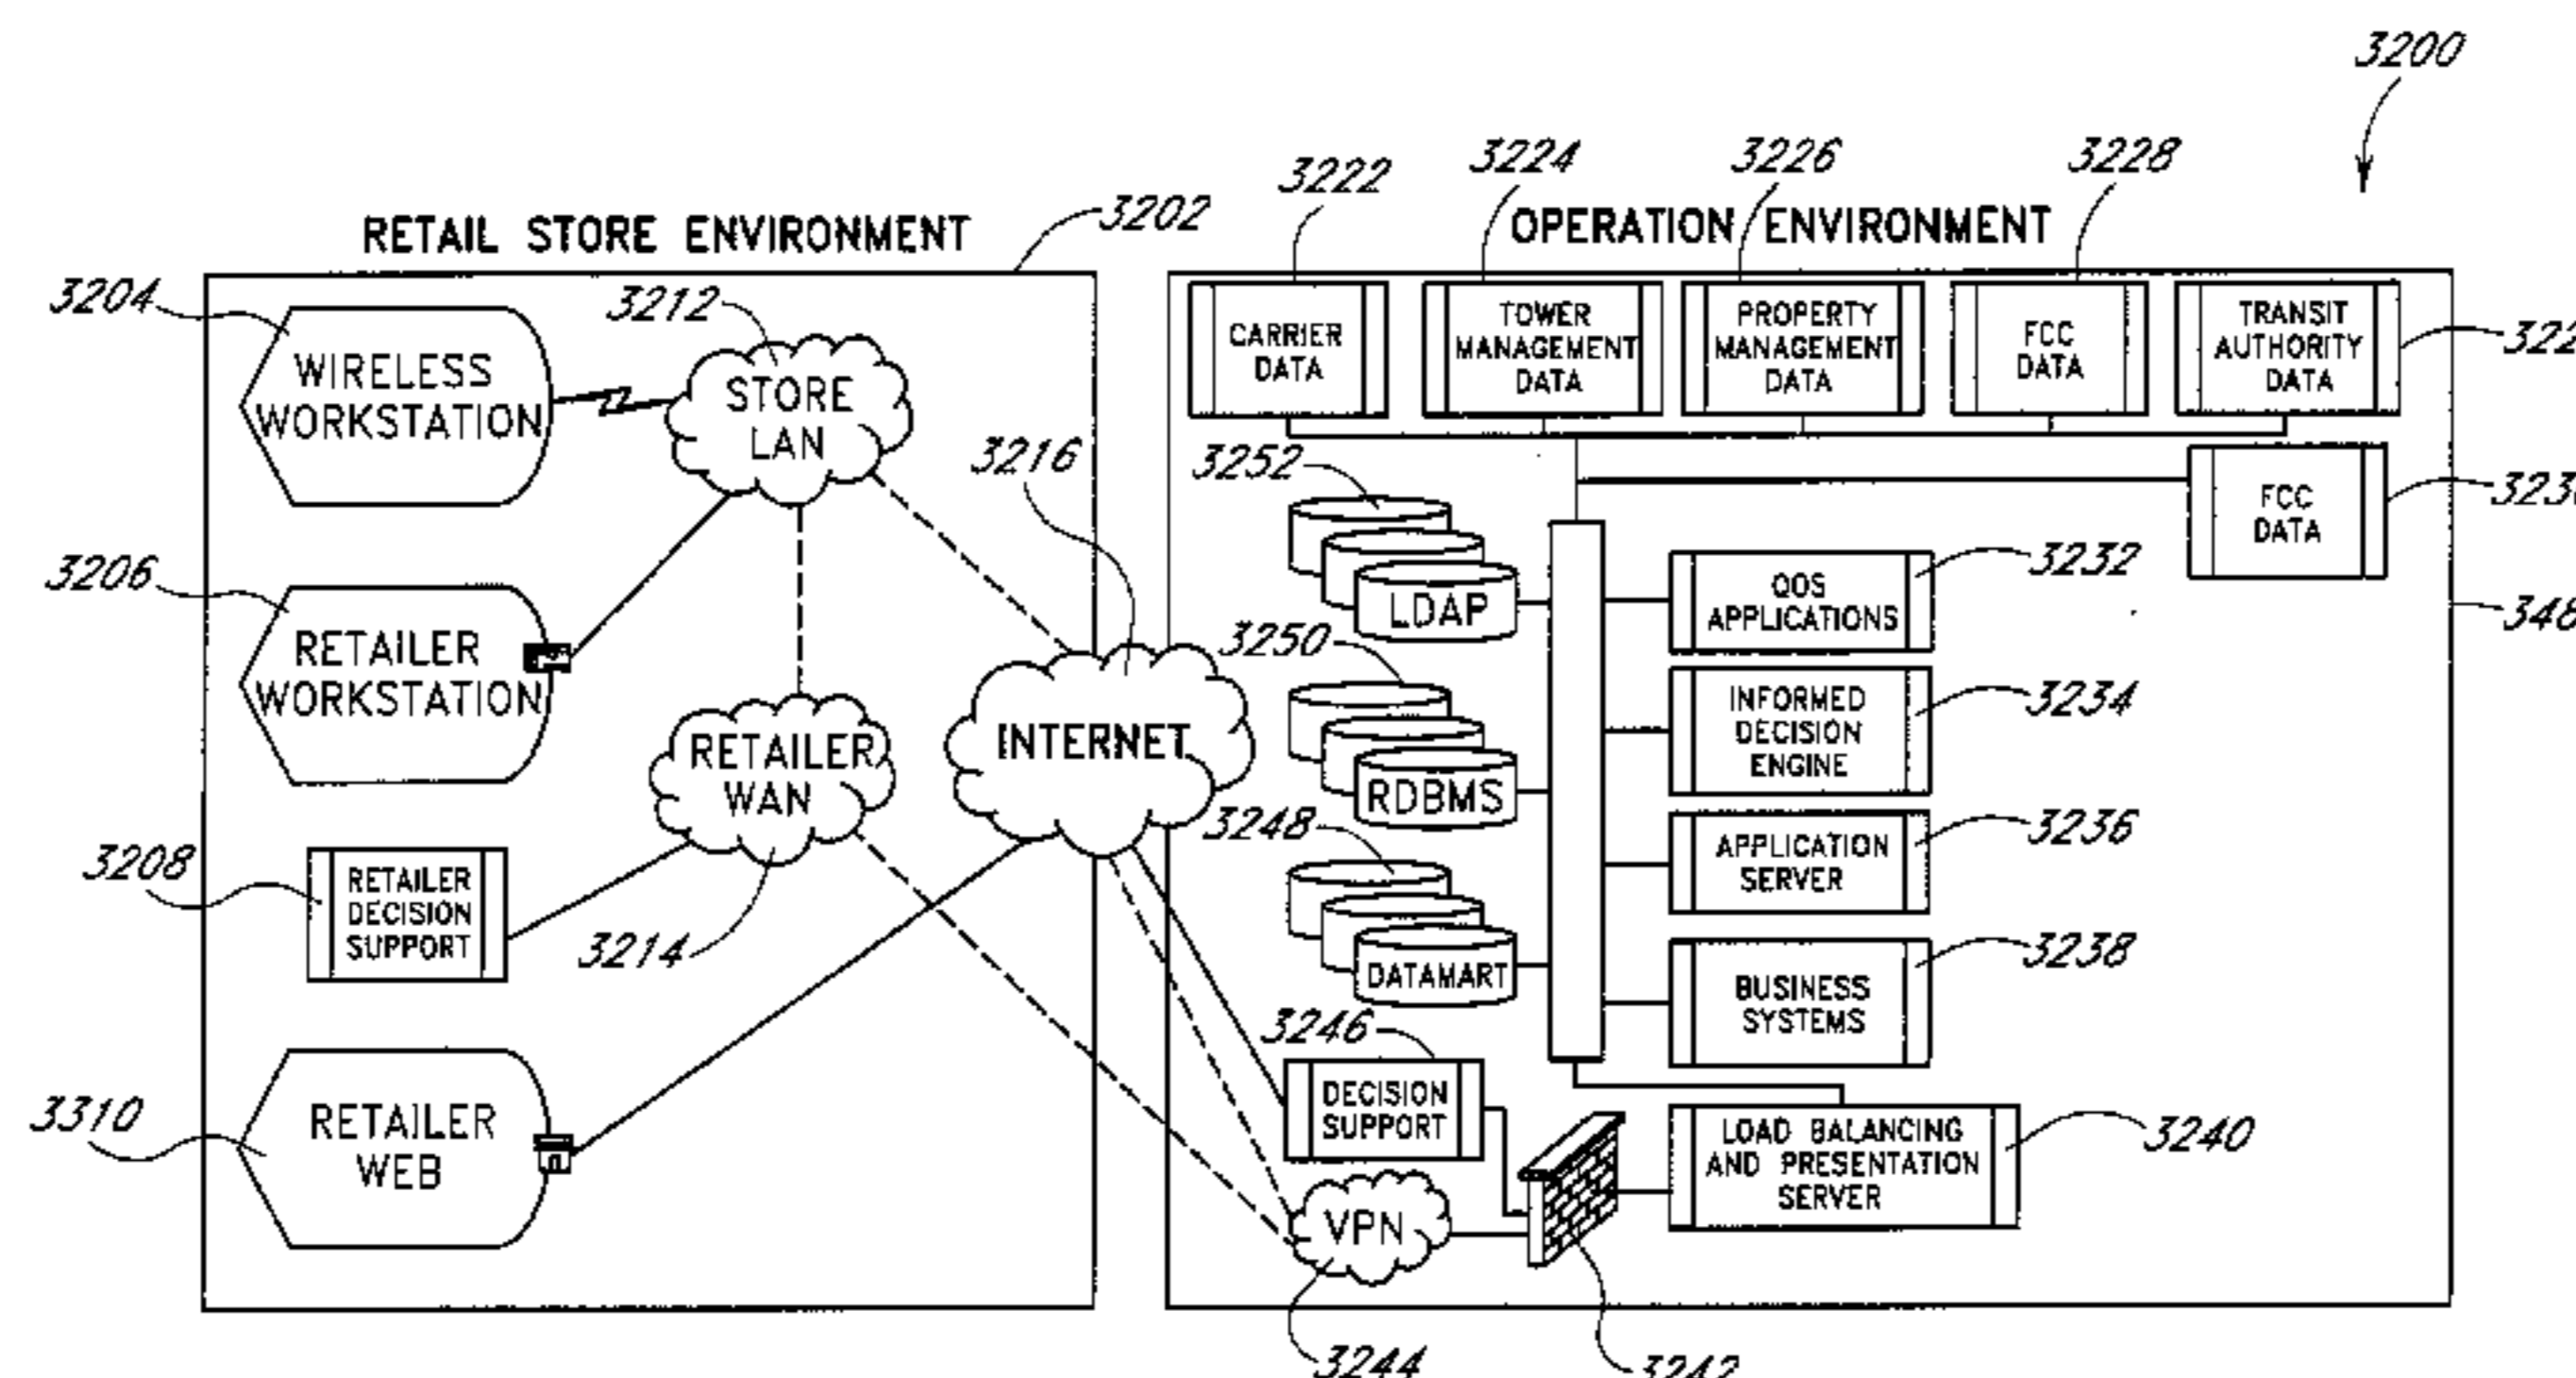 3200
3222
3224
3226
3228
RETAIL STORE ENVIRONMENT
3202
OPERATION ENVIRONMENT
3204
WIRELESS
WORKSTATION
3212
STORE
LAN
3206
RETAILER
WORKSTATION
3216
INTERNET
RETAILER
WAN
3214
3208
RETAILER
DECISION
SUPPORT
3310
RETAILER
WEB
CARRIER
DATA
TOWER
MANAGEMENT
DATA
PROPERTY
MANAGEMENT
DATA
FCC
DATA
TRANSIT
AUTHORITY
DATA
322
FCC
DATA
323
348
3252
LDAP
3250
RDBMS
3248
DATAMART
3246
DECISION
SUPPORT
VPN
3244
3242
QOS
APPLICATIONS
3232
INFORMED
DECISION
ENGINE
3234
APPLICATION
SERVER
3236
BUSINESS
SYSTEMS
3238
LOAD BALANCING
AND PRESENTATION
SERVER
3240